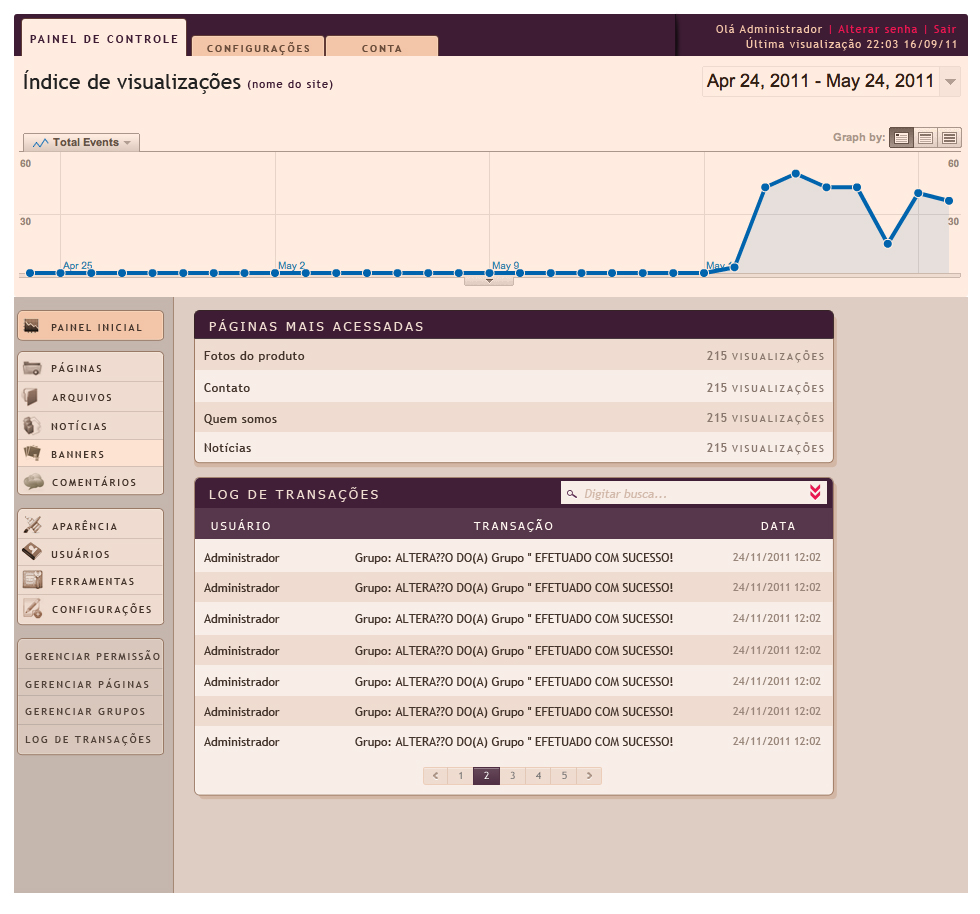 PAINEL DE CONTROLE
CONFIGURAÇÕES
CONTA
Olá Administrador | Alterar senha | Sair
Última visualização 22:03 16/09/11
Índice de visualizações (nome do site)
Apr 24, 2011 - May 24, 2011
Total Events
Graph by:
60
60
30
30
Apr 25
May 2
May 9
May
PAINEL INICIAL
PÁGINAS
ARQUIVOS
NOTÍCIAS
BANNERS
COMENTÁRIOS
APARÊNCIA
USUÁRIOS
FERRAMENTAS
CONFIGURAÇÕES
GERENCIAR PERMISSÃO
GERENCIAR PÁGINAS
GERENCIAR GRUPOS
LOG DE TRANSAÇÕES
PÁGINAS MAIS ACESSADAS
Fotos do produto 215 VISUALIZAÇÕES
Contato 215 VISUALIZAÇÕES
Quem somos 215 VISUALIZAÇÕES
Notícias 215 VISUALIZAÇÕES
LOG DE TRANSAÇÕES
Digitar busca...
USUÁRIO TRANSAÇÃO DATA
Administrador Grupo: ALTERA??O DO(A) Grupo " EFETUADO COM SUCESSO! 24/11/2011 12:02
Administrador Grupo: ALTERA??O DO(A) Grupo " EFETUADO COM SUCESSO! 24/11/2011 12:02
Administrador Grupo: ALTERA??O DO(A) Grupo " EFETUADO COM SUCESSO! 24/11/2011 12:02
Administrador Grupo: ALTERA??O DO(A) Grupo " EFETUADO COM SUCESSO! 24/11/2011 12:02
Administrador Grupo: ALTERA??O DO(A) Grupo " EFETUADO COM SUCESSO! 24/11/2011 12:02
Administrador Grupo: ALTERA??O DO(A) Grupo " EFETUADO COM SUCESSO! 24/11/2011 12:02
Administrador Grupo: ALTERA??O DO(A) Grupo " EFETUADO COM SUCESSO! 24/11/2011 12:02
< 1 2 3 4 5 >